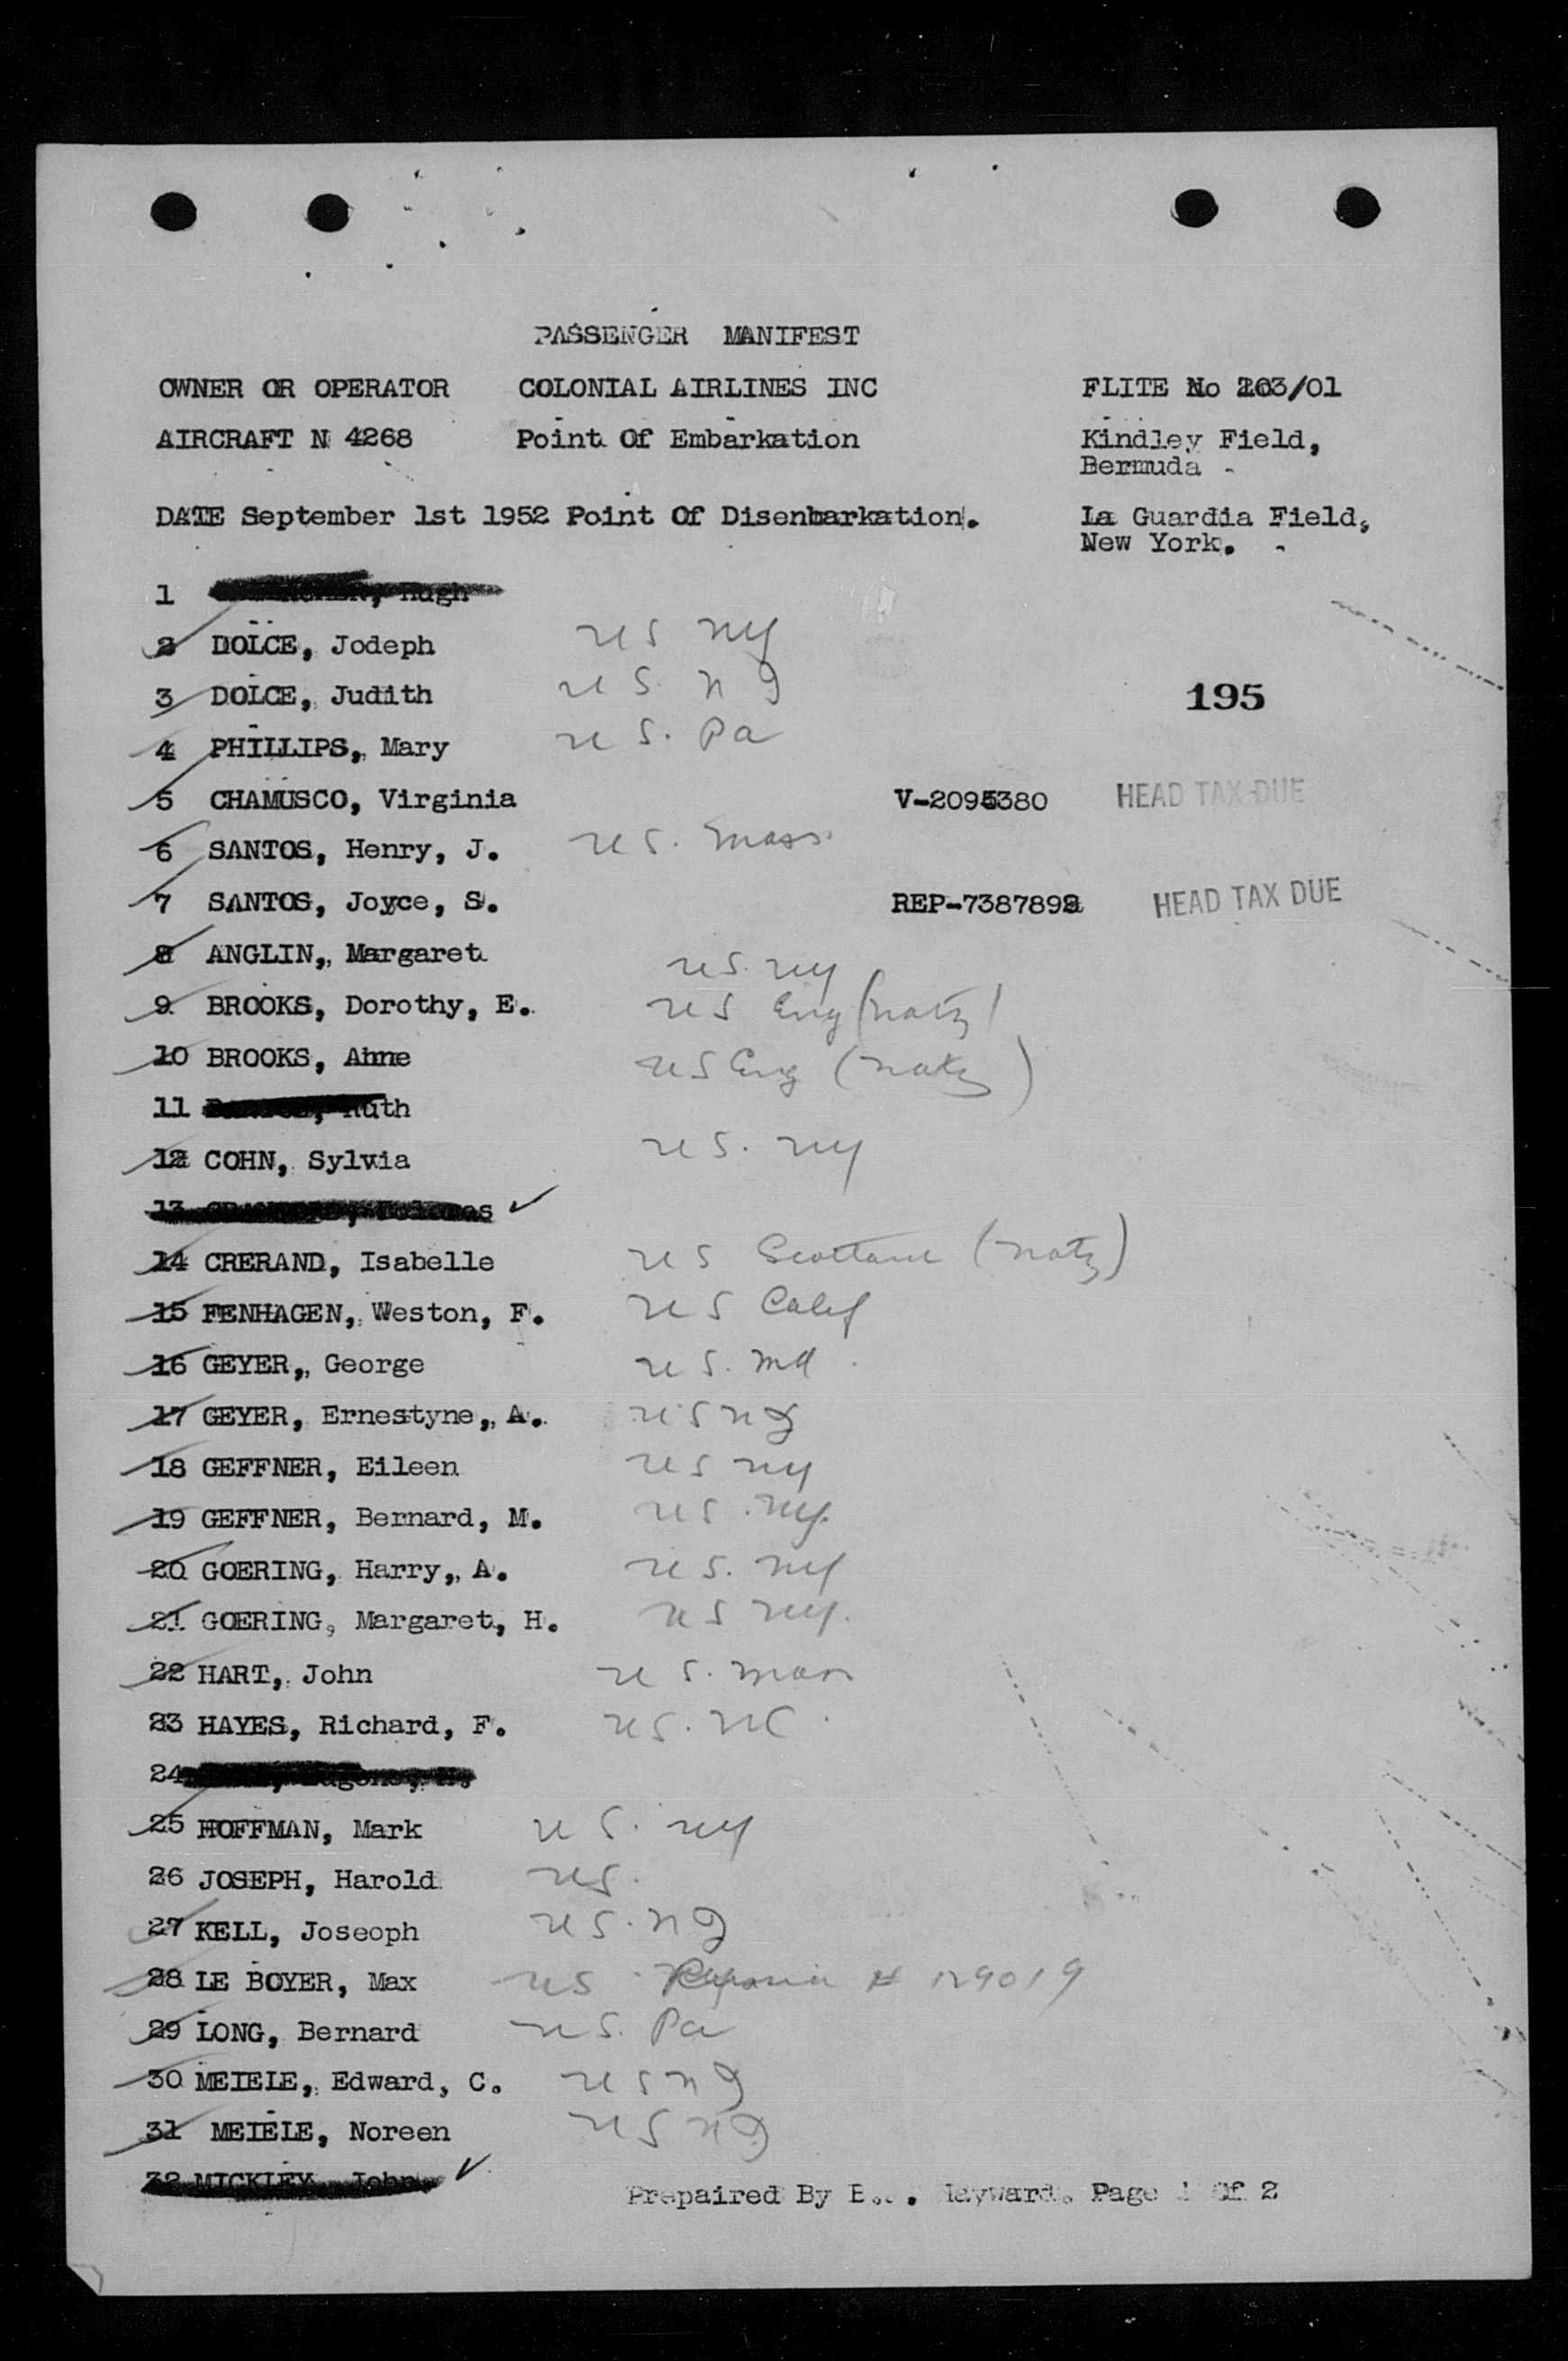 PASSENGER MANIFEST
OWNER OR OPERATOR COLONIAL AIRLINES INC FLITE No 203/01
AIRCRAFT N 4268 Point Of Embarkation Kindley Field,
Bermuda -
DATE September 1st 1952 Point Of Disenbarkation. La Guardia Field,
New York. -
1 Hugh
2 DOLCE, Jodeph US NY
3 DOLCE, Judith US. NJ
195
4 PHILLIPS, Mary US. Pa
5 CHAMUSCO, Virginia V-2095380 HEAD TAX DUE
6 SANTOS, Henry, J. US. Mass.
7 SANTOS, Joyce, S. REP-7387892 HEAD TAX DUE
8 ANGLIN, Margaret US. NY
9 BROOKS, Dorothy, E. US Eng (natz)
10 BROOKS, Anne US Eng (natz)
11 Ruth
12 COHN, Sylvia US. NY
13
14 CRERAND, Isabelle US Scotland (natz)
15 FENHAGEN, Weston, F. US Calif
16 GEYER, George US. Md.
17 GEYER, Ernestyne, A. US NJ
18 GEFFNER, Eileen US NY
19 GEFFNER, Bernard, M. US. NY.
20 GOERING, Harry, A. US. NY
21 GOERING, Margaret, H. US NY.
22 HART, John US. Mass
23 HAYES, Richard, F. US. NC.
24
25 HOFFMAN, Mark US. NY
26 JOSEPH, Harold US.
27 KELL, Joseoph US. NJ
28 LE BOYER, Max US # 129019
29 LONG, Bernard US. Pa
30 MEIELE, Edward, C. US NJ
31 MEIELE, Noreen US NJ
32 MICKLEY, John
Prepaired By Hayward. Page 1 Of 2